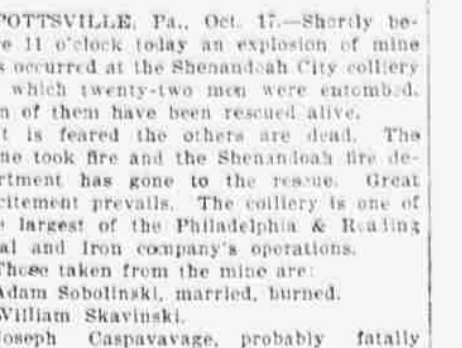 POTTSVILLE, Pa., Oct. 17.—Shortly be-
re 11 o'clock today an explosion of mine
s occurred at the Shenandoah City colliery
which twenty-two men were entombed.
n of them have been rescued alive.
t is feared the others are dead. The
ne took fire and the Shenandoah fire de-
rtment has gone to the rescue. Great
citement prevails. The colliery is one of
e largest of the Philadelphia & Reading
al and Iron company's operations.
Those taken from the mine are:
Adam Sobolinski, married, burned.
William Skavinski.
Joseph Caspavavage, probably fatally